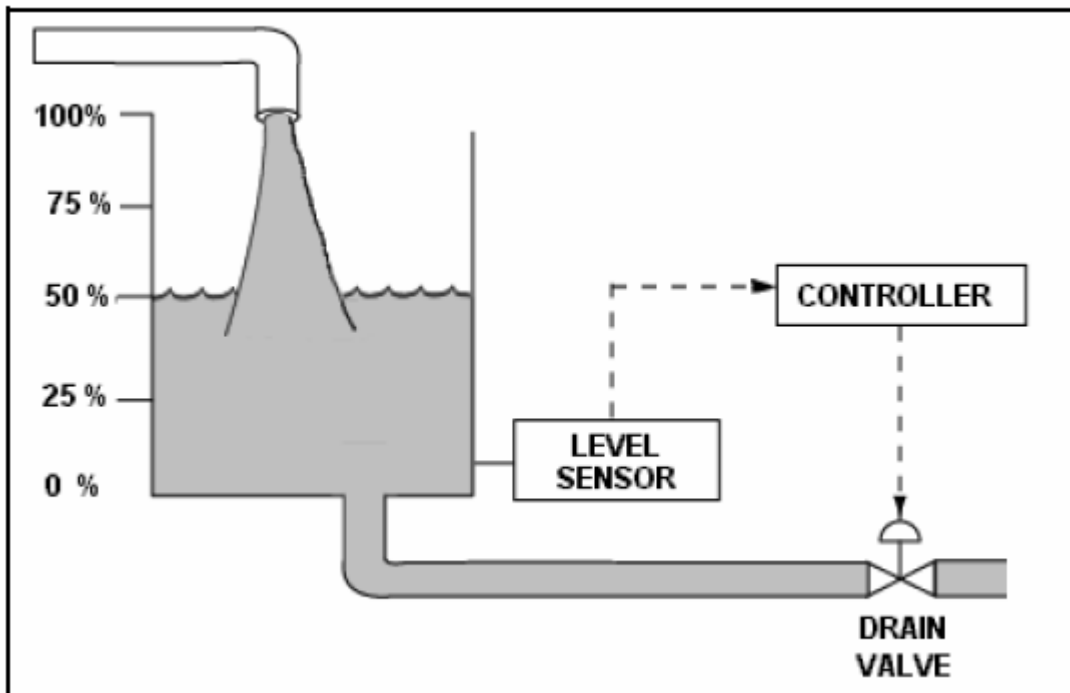 100%
75 %
50 %
25 %
0 %
LEVEL
SENSOR
CONTROLLER
DRAIN
VALVE